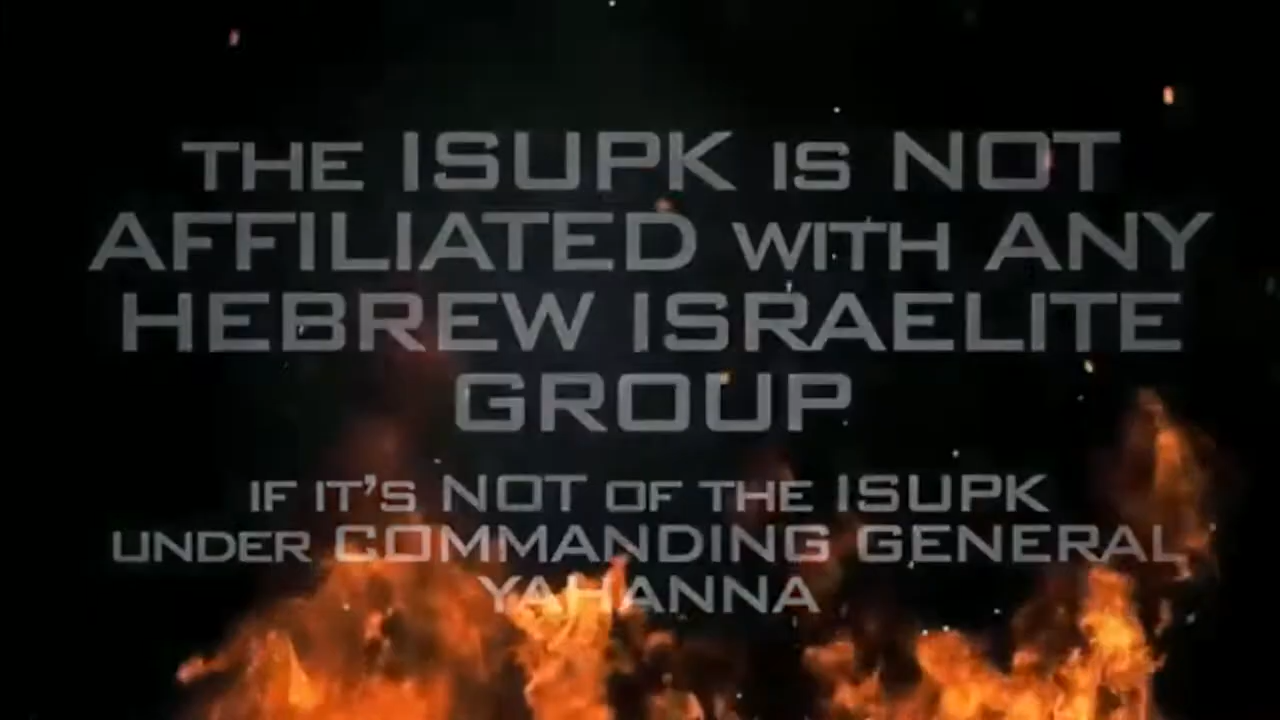 THE ISUPK IS NOT
AFFILIATED WITH ANY
HEBREW ISRAELITE
GROUP
IF IT'S NOT OF THE ISUPK
UNDER COMMANDING GENERAL
YAHANNA